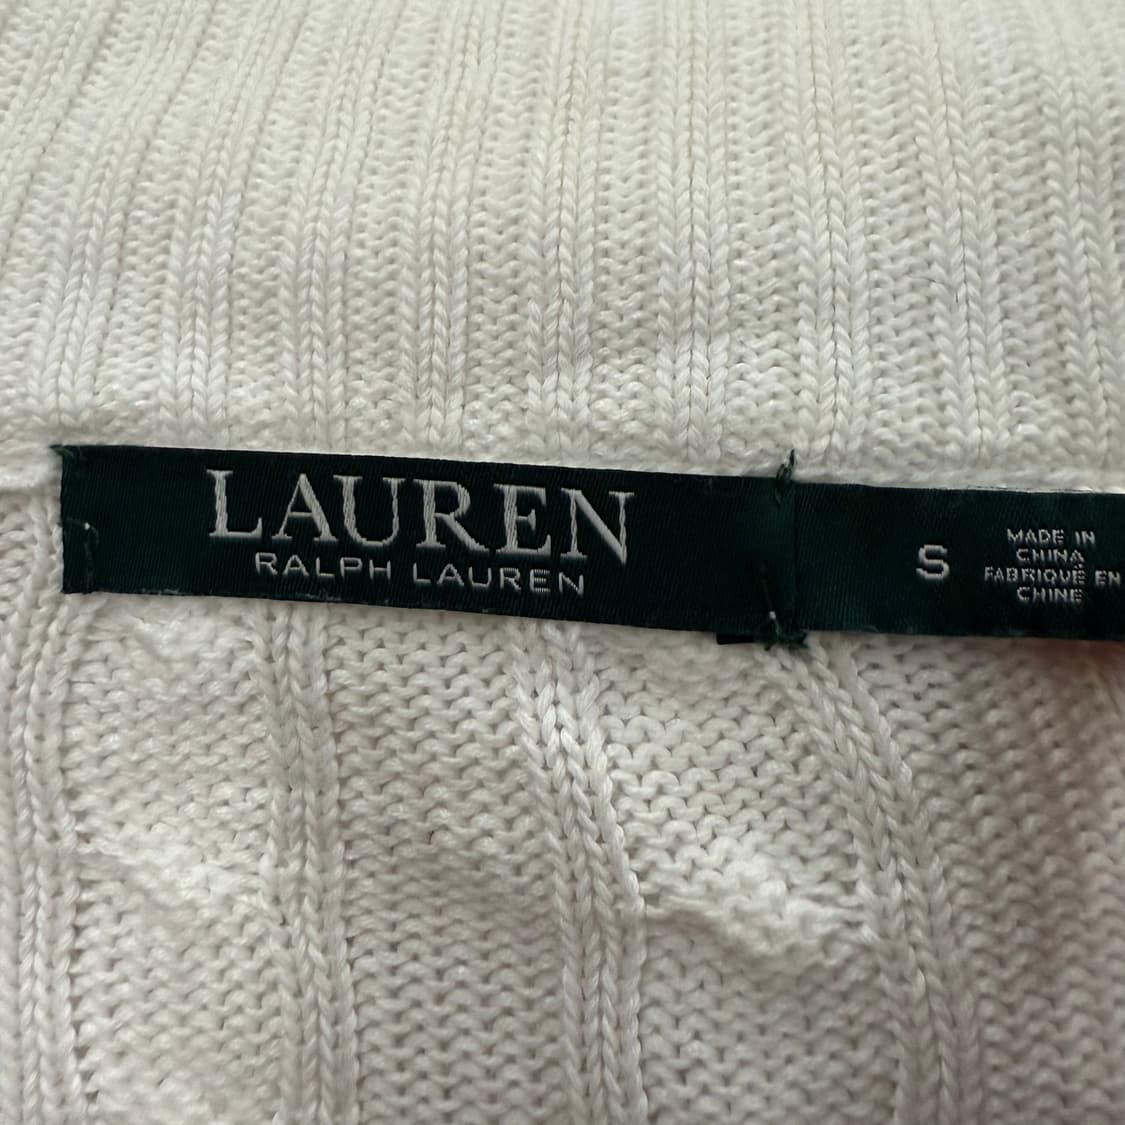 LAUREN
RALPH LAUREN
S
MADE IN
CHINA
FABRIQUÉ EN
CHINE